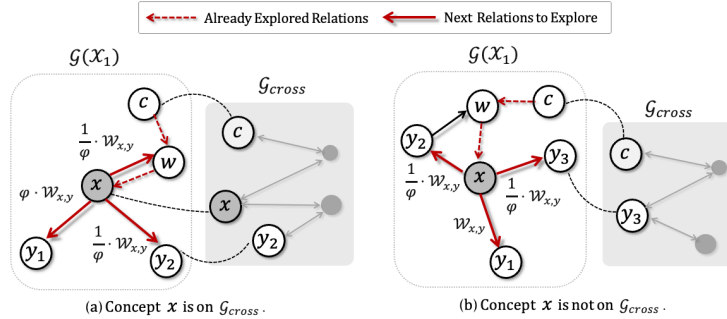 Already Explored Relations Next Relations to Explore
𝒢(𝒳₁) 𝒢(𝒳₁)
𝒢cross 𝒢cross
c c
w c w c
1/φ · 𝒲x,y y₂ y₃
x x
φ · 𝒲x,y 1/φ · 𝒲x,y 1/φ · 𝒲x,y
x y₃
1/φ · 𝒲x,y 𝒲x,y
y₁ y₂ y₂ y₁
(a) Concept x is on 𝒢cross . (b) Concept x is not on 𝒢cross .